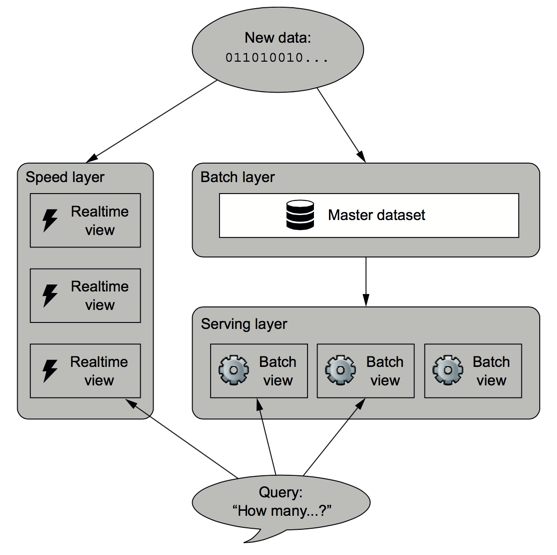 New data:
011010010...
Speed layer
Realtime
view
Realtime
view
Realtime
view
Batch layer
Master dataset
Serving layer
Batch
view
Batch
view
Batch
view
Query:
“How many...?”